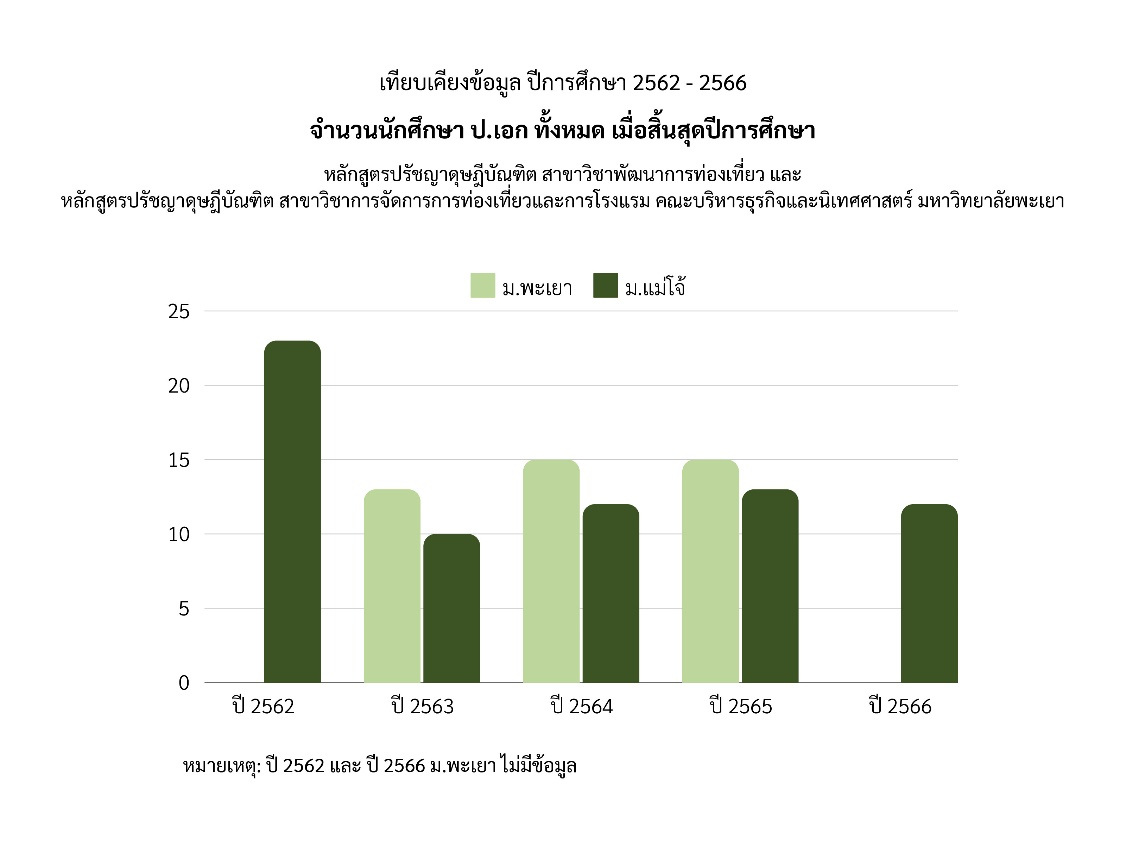 เทียบเคียงข้อมูล ปีการศึกษา 2562 - 2566
จำนวนนักศึกษา ป.เอก ทั้งหมด เมื่อสิ้นสุดปีการศึกษา
หลักสูตรปรัชญาดุษฎีบัณฑิต สาขาวิชาพัฒนาการท่องเที่ยว และ
หลักสูตรปรัชญาดุษฎีบัณฑิต สาขาวิชาการจัดการการท่องเที่ยวและการโรงแรม คณะบริหารธุรกิจและนิเทศศาสตร์ มหาวิทยาลัยพะเยา
ม.พะเยา ม.แม่โจ้
25
20
15
10
5
0
ปี 2562 ปี 2563 ปี 2564 ปี 2565 ปี 2566
หมายเหตุ: ปี 2562 และ ปี 2566 ม.พะเยา ไม่มีข้อมูล